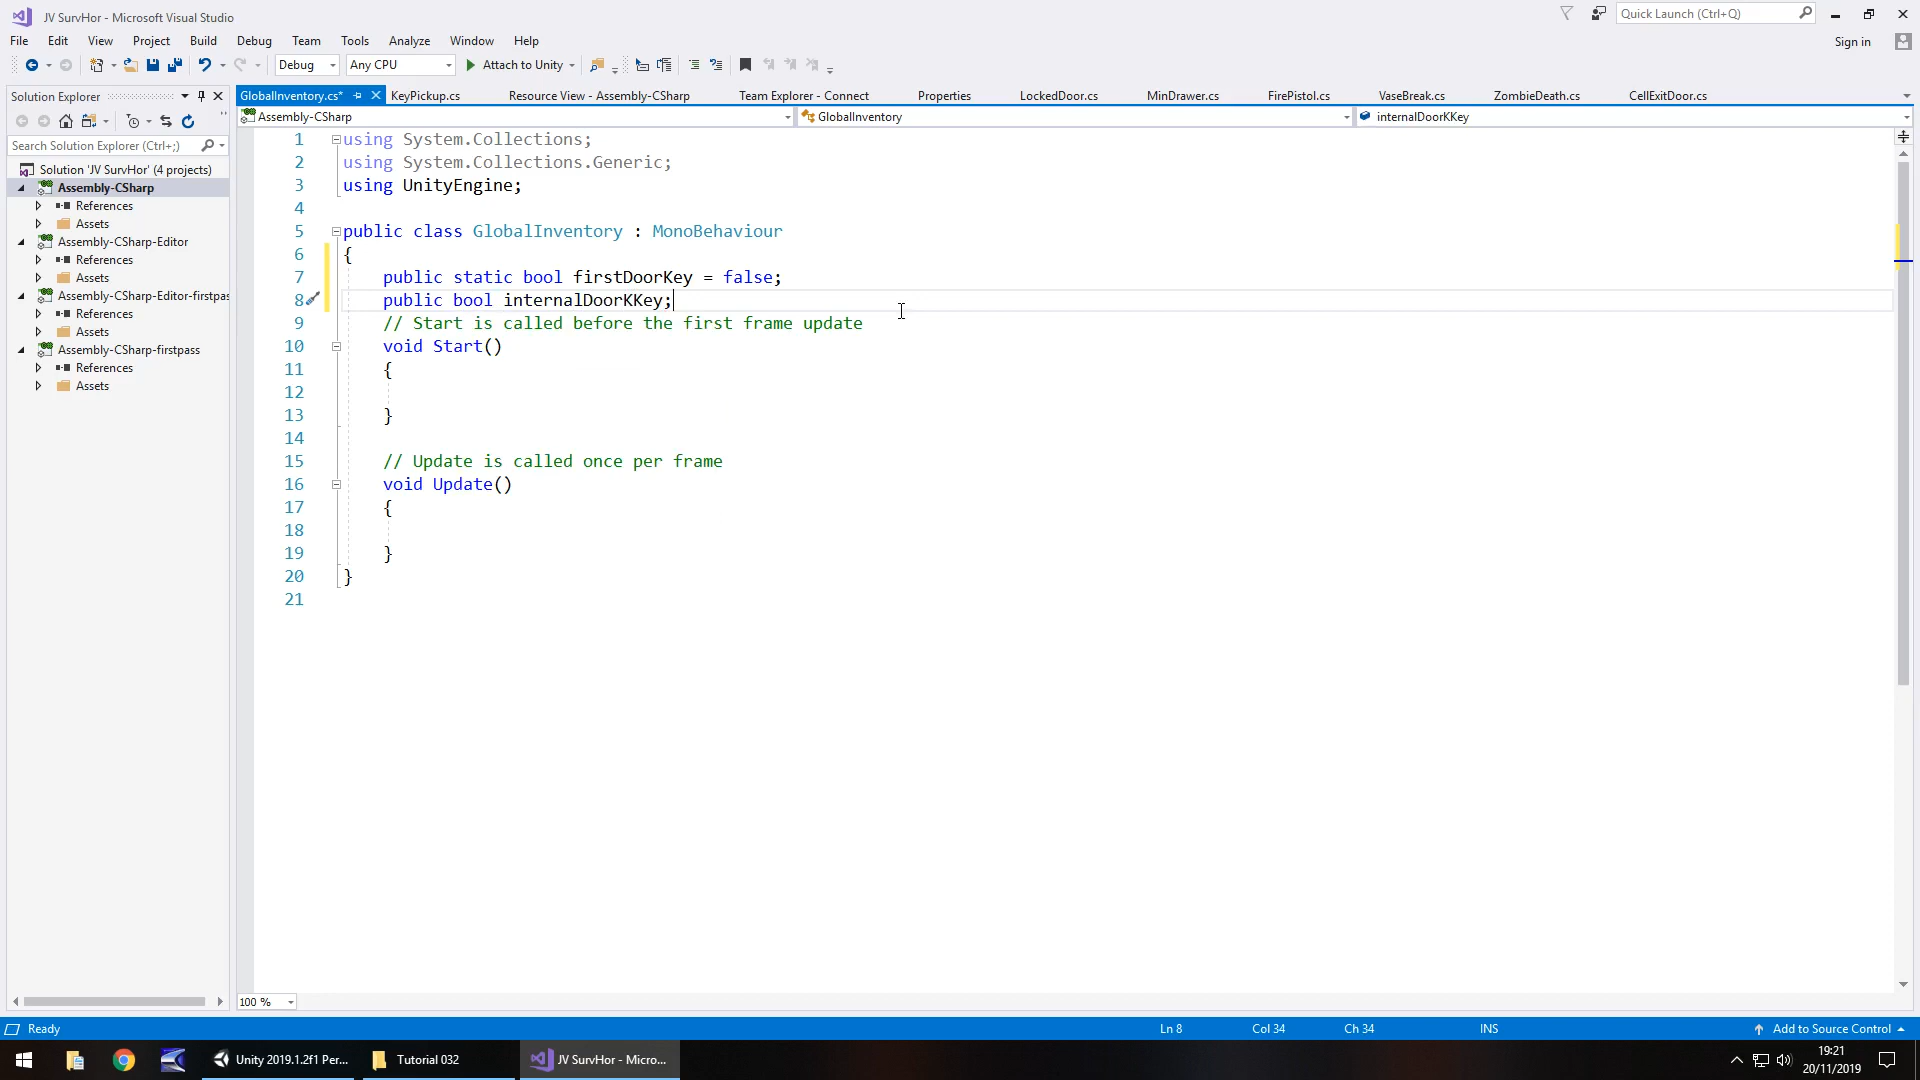 JV SurvHor - Microsoft Visual Studio
Quick Launch (Ctrl+Q)
File Edit View Project Build Debug Team Tools Analyze Window Help
Sign in
Debug Any CPU Attach to Unity
Solution Explorer
GlobalInventory.cs* KeyPickup.cs Resource View - Assembly-CSharp Team Explorer - Connect Properties LockedDoor.cs MinDrawer.cs FirePistol.cs VaseBreak.cs ZombieDeath.cs CellExitDoor.cs
Assembly-CSharp GlobalInventory internalDoorKKey
Search Solution Explorer (Ctrl+;)
Solution 'JV SurvHor' (4 projects)
Assembly-CSharp
References
Assets
Assembly-CSharp-Editor
References
Assets
Assembly-CSharp-Editor-firstpas
References
Assets
Assembly-CSharp-firstpass
References
Assets
1 using System.Collections;
2 using System.Collections.Generic;
3 using UnityEngine;
4
5 public class GlobalInventory : MonoBehaviour
6 {
7 public static bool firstDoorKey = false;
8 public bool internalDoorKKey;
9 // Start is called before the first frame update
10 void Start()
11 {
12
13 }
14
15 // Update is called once per frame
16 void Update()
17 {
18
19 }
20 }
21
100 %
Ready Ln 8 Col 34 Ch 34 INS Add to Source Control
Unity 2019.1.2f1 Per... Tutorial 032 JV SurvHor - Micro...
19:21
20/11/2019